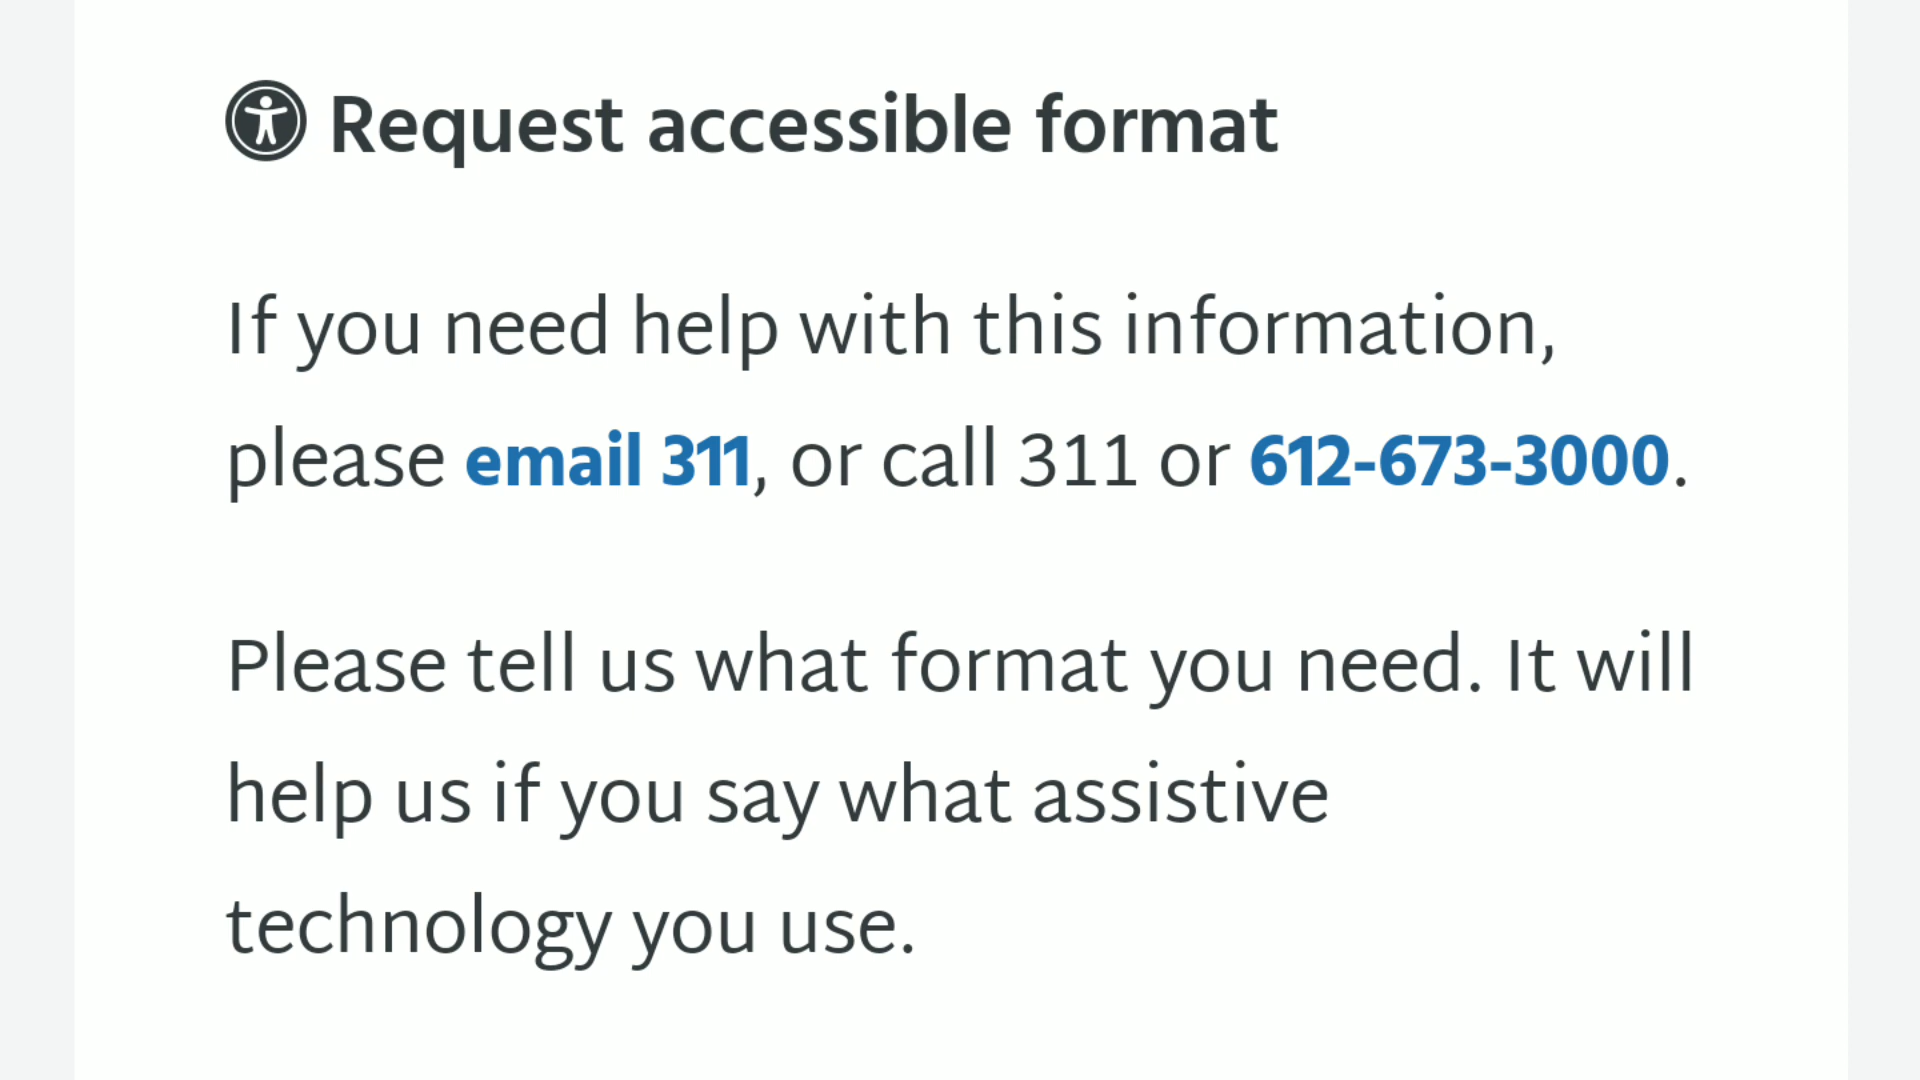 Request accessible format
If you need help with this information,
please email 311, or call 311 or 612-673-3000.
Please tell us what format you need. It will
help us if you say what assistive
technology you use.